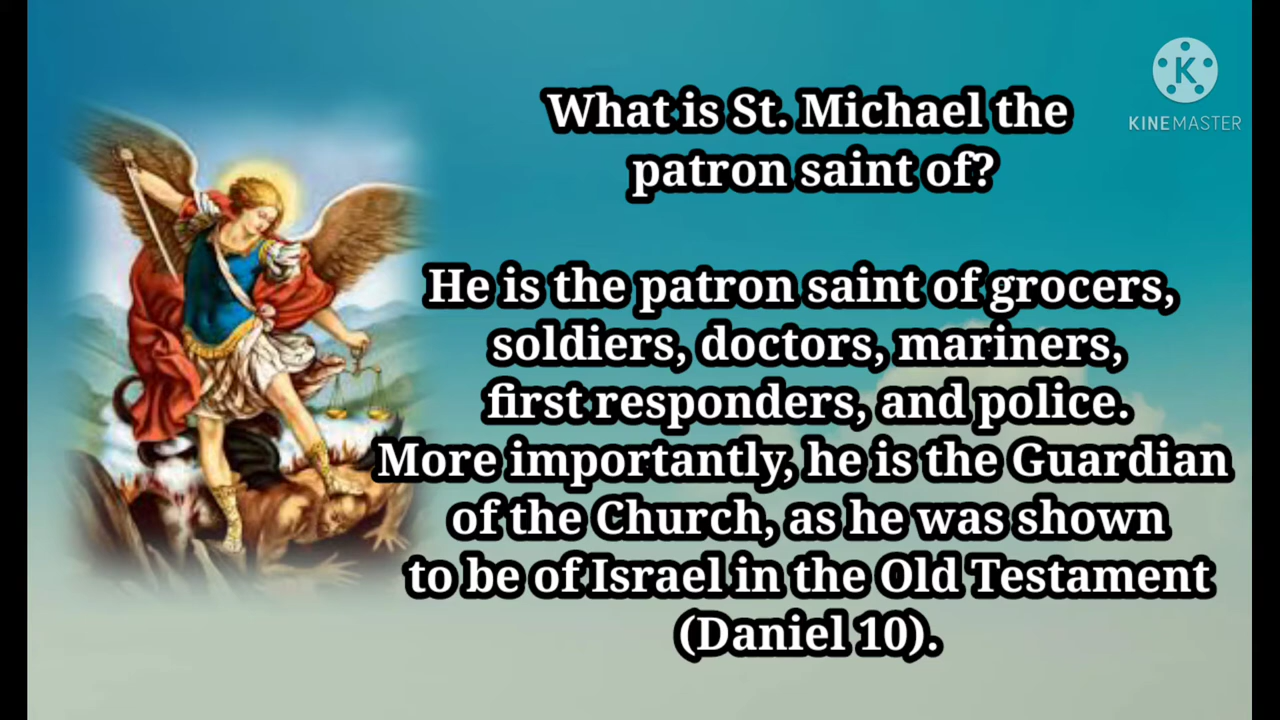 What is St. Michael the
patron saint of?
He is the patron saint of grocers,
soldiers, doctors, mariners,
first responders, and police.
More importantly, he is the Guardian
of the Church, as he was shown
to be of Israel in the Old Testament
(Daniel 10).
K
KINEMASTER